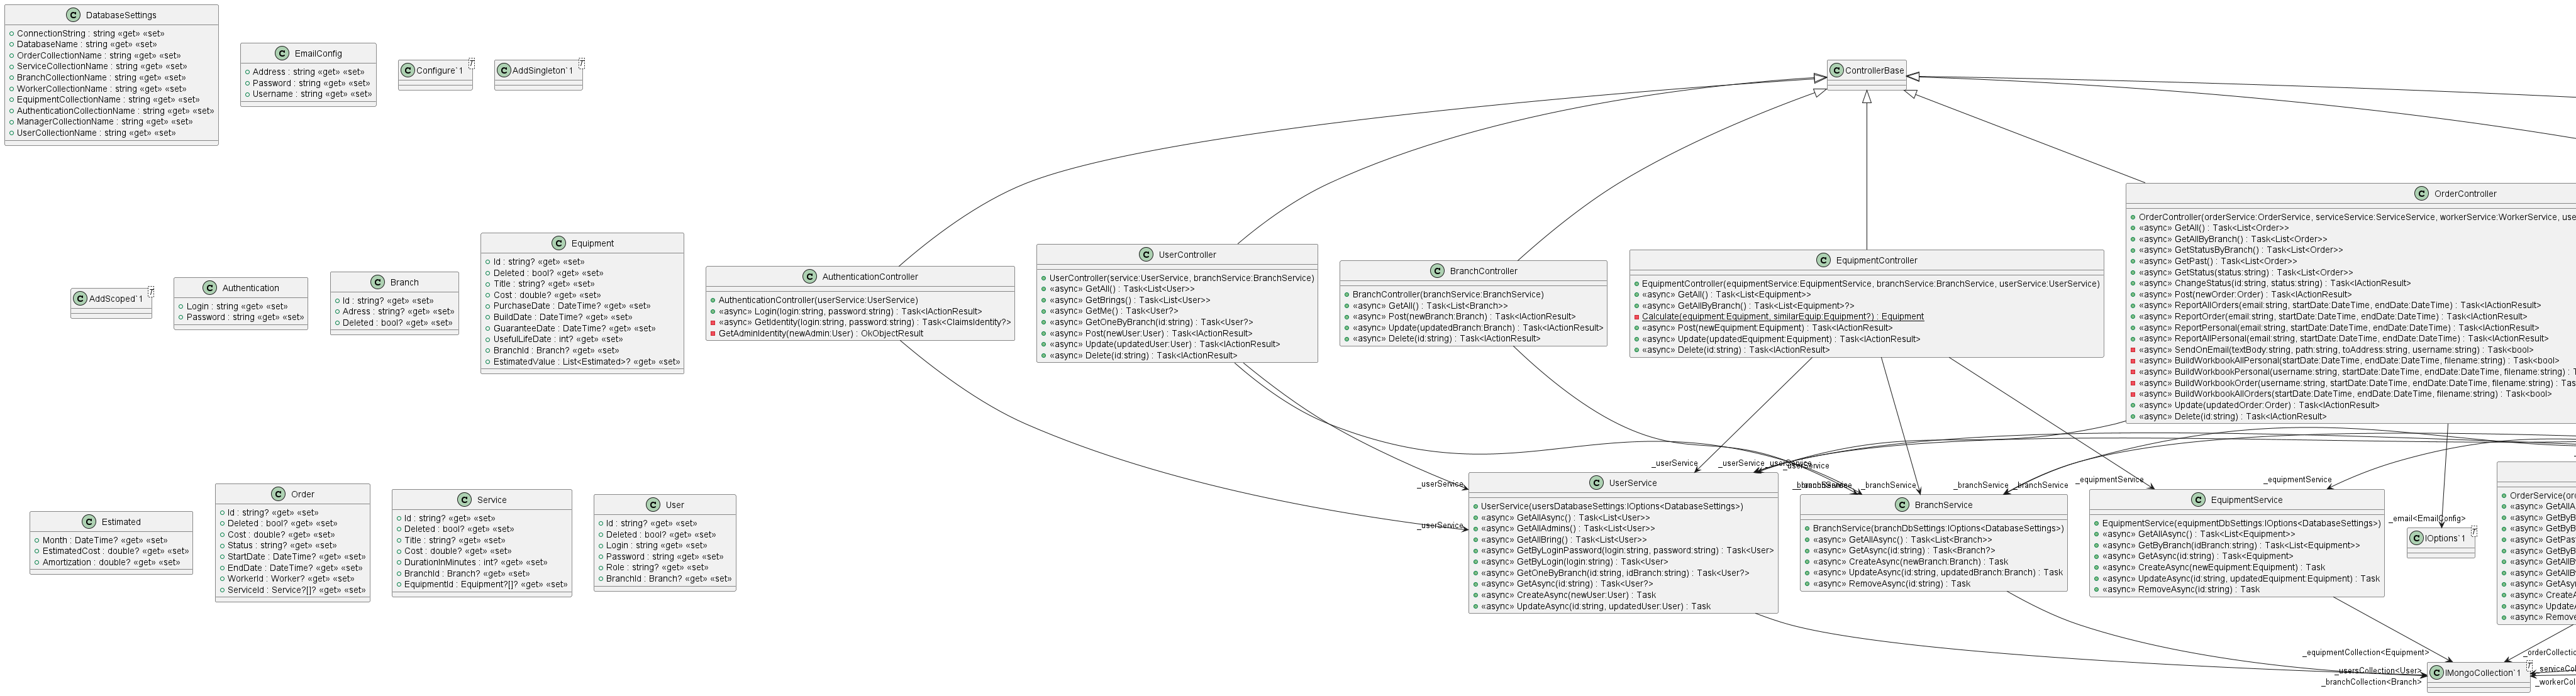 C DatabaseSettings
ConnectionString : string «get» «set»
DatabaseName : string «get» «set»
OrderCollectionName : string «get» «set»
ServiceCollectionName : string «get» «set»
BranchCollectionName : string «get» «set»
WorkerCollectionName : string «get» «set»
EquipmentCollectionName : string «get» «set»
AuthenticationCollectionName : string «get» «set»
ManagerCollectionName : string «get» «set»
UserCollectionName : string «get» «set»
C EmailConfig
Address : string «get» «set»
Password : string «get» «set»
Username : string «get» «set»
C Configure`1 T
C AddSingleton`1 T
C ControllerBase
C AddScoped`1 T
C Authentication
Login : string «get» «set»
Password : string «get» «set»
C Branch
Id : string? «get» «set»
Adress : string? «get» «set»
Deleted : bool? «get» «set»
C Equipment
Id : string? «get» «set»
Deleted : bool? «get» «set»
Title : string? «get» «set»
Cost : double? «get» «set»
PurchaseDate : DateTime? «get» «set»
BuildDate : DateTime? «get» «set»
GuaranteeDate : DateTime? «get» «set»
UsefulLifeDate : int? «get» «set»
BranchId : Branch? «get» «set»
EstimatedValue : List<Estimated>? «get» «set»
C AuthenticationController
AuthenticationController(userService:UserService)
«async» Login(login:string, password:string) : Task<IActionResult>
«async» GetIdentity(login:string, password:string) : Task<ClaimsIdentity?>
GetAdminIdentity(newAdmin:User) : OkObjectResult
C UserController
UserController(service:UserService, branchService:BranchService)
«async» GetAll() : Task<List<User>>
«async» GetBrings() : Task<List<User>>
«async» GetMe() : Task<User?>
«async» GetOneByBranch(id:string) : Task<User?>
«async» Post(newUser:User) : Task<IActionResult>
«async» Update(updatedUser:User) : Task<IActionResult>
«async» Delete(id:string) : Task<IActionResult>
C BranchController
BranchController(branchService:BranchService)
«async» GetAll() : Task<List<Branch>>
«async» Post(newBranch:Branch) : Task<IActionResult>
«async» Update(updatedBranch:Branch) : Task<IActionResult>
«async» Delete(id:string) : Task<IActionResult>
C EquipmentController
EquipmentController(equipmentService:EquipmentService, branchService:BranchService, userService:UserService)
«async» GetAll() : Task<List<Equipment>>
«async» GetAllByBranch() : Task<List<Equipment>?>
Calculate(equipment:Equipment, similarEquip:Equipment?) : Equipment
«async» Post(newEquipment:Equipment) : Task<IActionResult>
«async» Update(updatedEquipment:Equipment) : Task<IActionResult>
«async» Delete(id:string) : Task<IActionResult>
C OrderController
OrderController(orderService:OrderService, serviceService:ServiceService, workerService:WorkerService, use
«async» GetAll() : Task<List<Order>>
«async» GetAllByBranch() : Task<List<Order>>
«async» GetStatusByBranch() : Task<List<Order>>
«async» GetPast() : Task<List<Order>>
«async» GetStatus(status:string) : Task<List<Order>>
«async» ChangeStatus(id:string, status:string) : Task<IActionResult>
«async» Post(newOrder:Order) : Task<IActionResult>
«async» ReportAllOrders(email:string, startDate:DateTime, endDate:DateTime) : Task<IActionResult>
«async» ReportOrder(email:string, startDate:DateTime, endDate:DateTime) : Task<IActionResult>
«async» ReportPersonal(email:string, startDate:DateTime, endDate:DateTime) : Task<IActionResult>
«async» ReportAllPersonal(email:string, startDate:DateTime, endDate:DateTime) : Task<IActionResult>
«async» SendOnEmail(textBody:string, path:string, toAddress:string, username:string) : Task<bool>
«async» BuildWorkbookAllPersonal(startDate:DateTime, endDate:DateTime, filename:string) : Task<bool>
«async» BuildWorkbookPersonal(username:string, startDate:DateTime, endDate:DateTime, filename:string) : T
«async» BuildWorkbookOrder(username:string, startDate:DateTime, endDate:DateTime, filename:string) : Tas
«async» BuildWorkbookAllOrders(startDate:DateTime, endDate:DateTime, filename:string) : Task<bool>
«async» Update(updatedOrder:Order) : Task<IActionResult>
«async» Delete(id:string) : Task<IActionResult>
C Estimated
Month : DateTime? «get» «set»
EstimatedCost : double? «get» «set»
Amortization : double? «get» «set»
C Order
Id : string? «get» «set»
Deleted : bool? «get» «set»
Cost : double? «get» «set»
Status : string? «get» «set»
StartDate : DateTime? «get» «set»
EndDate : DateTime? «get» «set»
WorkerId : Worker? «get» «set»
ServiceId : Service?[]? «get» «set»
C Service
Id : string? «get» «set»
Deleted : bool? «get» «set»
Title : string? «get» «set»
Cost : double? «get» «set»
DurationInMinutes : int? «get» «set»
BranchId : Branch? «get» «set»
EquipmentId : Equipment?[]? «get» «set»
C User
Id : string? «get» «set»
Deleted : bool? «get» «set»
Login : string «get» «set»
Password : string «get» «set»
Role : string? «get» «set»
BranchId : Branch? «get» «set»
_userService
_userService
_userService
_userService
_userService
_branchService
_branchService
_branchService
_branchService
_equipmentService
_equipmentService
_email<EmailConfig>
C UserService
UserService(usersDatabaseSettings:IOptions<DatabaseSettings>)
«async» GetAllAsync() : Task<List<User>>
«async» GetAllAdmins() : Task<List<User>>
«async» GetAllBring() : Task<List<User>>
«async» GetByLoginPassword(login:string, password:string) : Task<User>
«async» GetByLogin(login:string) : Task<User>
«async» GetOneByBranch(id:string, idBranch:string) : Task<User?>
«async» GetAsync(id:string) : Task<User?>
«async» CreateAsync(newUser:User) : Task
«async» UpdateAsync(id:string, updatedUser:User) : Task
C BranchService
BranchService(branchDbSettings:IOptions<DatabaseSettings>)
«async» GetAllAsync() : Task<List<Branch>>
«async» GetAsync(id:string) : Task<Branch?>
«async» CreateAsync(newBranch:Branch) : Task
«async» UpdateAsync(id:string, updatedBranch:Branch) : Task
«async» RemoveAsync(id:string) : Task
C EquipmentService
EquipmentService(equipmentDbSettings:IOptions<DatabaseSettings>)
«async» GetAllAsync() : Task<List<Equipment>>
«async» GetByBranch(idBranch:string) : Task<List<Equipment>>
«async» GetAsync(id:string) : Task<Equipment>
«async» CreateAsync(newEquipment:Equipment) : Task
«async» UpdateAsync(id:string, updatedEquipment:Equipment) : Task
«async» RemoveAsync(id:string) : Task
C IOptions`1 T
OrderService(or
«async» GetAllA
«async» GetByB
«async» GetByB
«async» GetPas
«async» GetByB
«async» GetAllB
«async» GetAllB
«async» GetAsy
«async» CreateA
«async» UpdateA
«async» Remove
_equipmentCollection<Equipment>
_orderCollectio
_usersCollection<User>
_branchCollection<Branch>
_serviceCol
_workerCol
C IMongoCollection`1 T